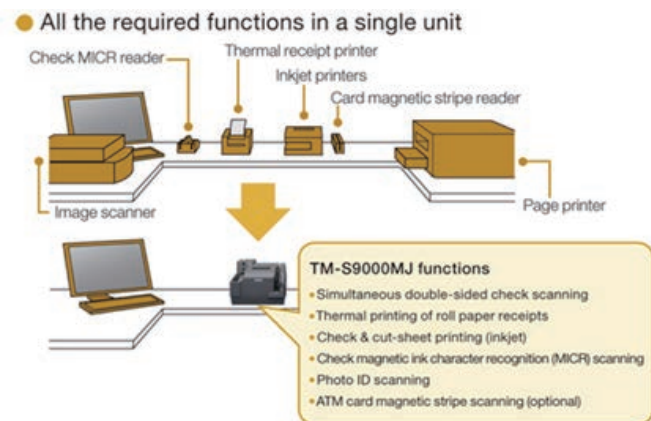 All the required functions in a single unit
Thermal receipt printer
Check MICR reader
Inkjet printers
Card magnetic stripe reader
Image scanner
Page printer
TM-S9000MJ functions
• Simultaneous double-sided check scanning
• Thermal printing of roll paper receipts
• Check & cut-sheet printing (inkjet)
• Check magnetic ink character recognition (MICR) scanning
• Photo ID scanning
• ATM card magnetic stripe scanning (optional)